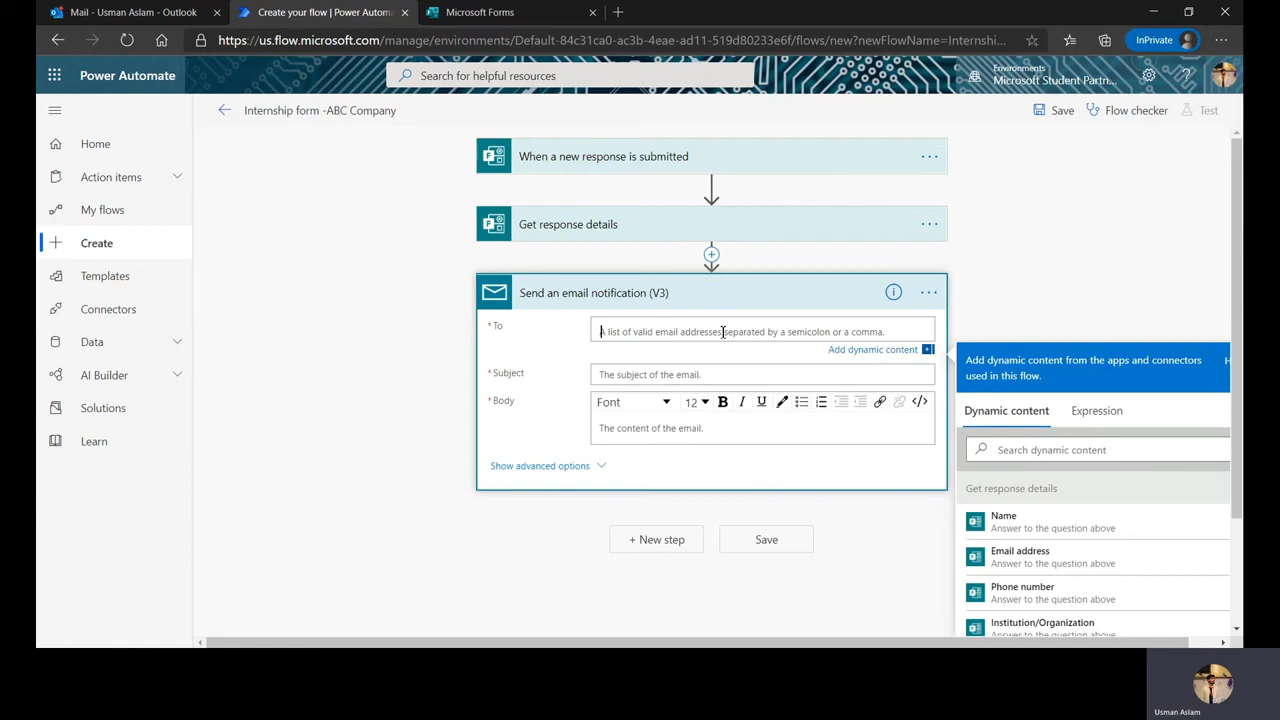 Mail - Usman Aslam - Outlook
Create your flow | Power Automa
Microsoft Forms
https://us.flow.microsoft.com/manage/environments/Default-84c31ca0-ac3b-4eae-ad11-519d80233e6f/flows/new?newFlowName=Internshi...
InPrivate
Power Automate
Search for helpful resources
Environments
Microsoft Student Partn...
Internship form -ABC Company
Save
Flow checker
Test
Home
Action items
My flows
Create
Templates
Connectors
Data
AI Builder
Solutions
Learn
When a new response is submitted
Get response details
Send an email notification (V3)
* To
A list of valid email addresses separated by a semicolon or a comma.
Add dynamic content
* Subject
The subject of the email.
* Body
Font
12
B
I
U
</>
The content of the email.
Show advanced options
+ New step
Save
Add dynamic content from the apps and connectors
used in this flow.
H
Dynamic content
Expression
Search dynamic content
Get response details
Name
Answer to the question above
Email address
Answer to the question above
Phone number
Answer to the question above
Institution/Organization
Answer to the question above
Usman Aslam